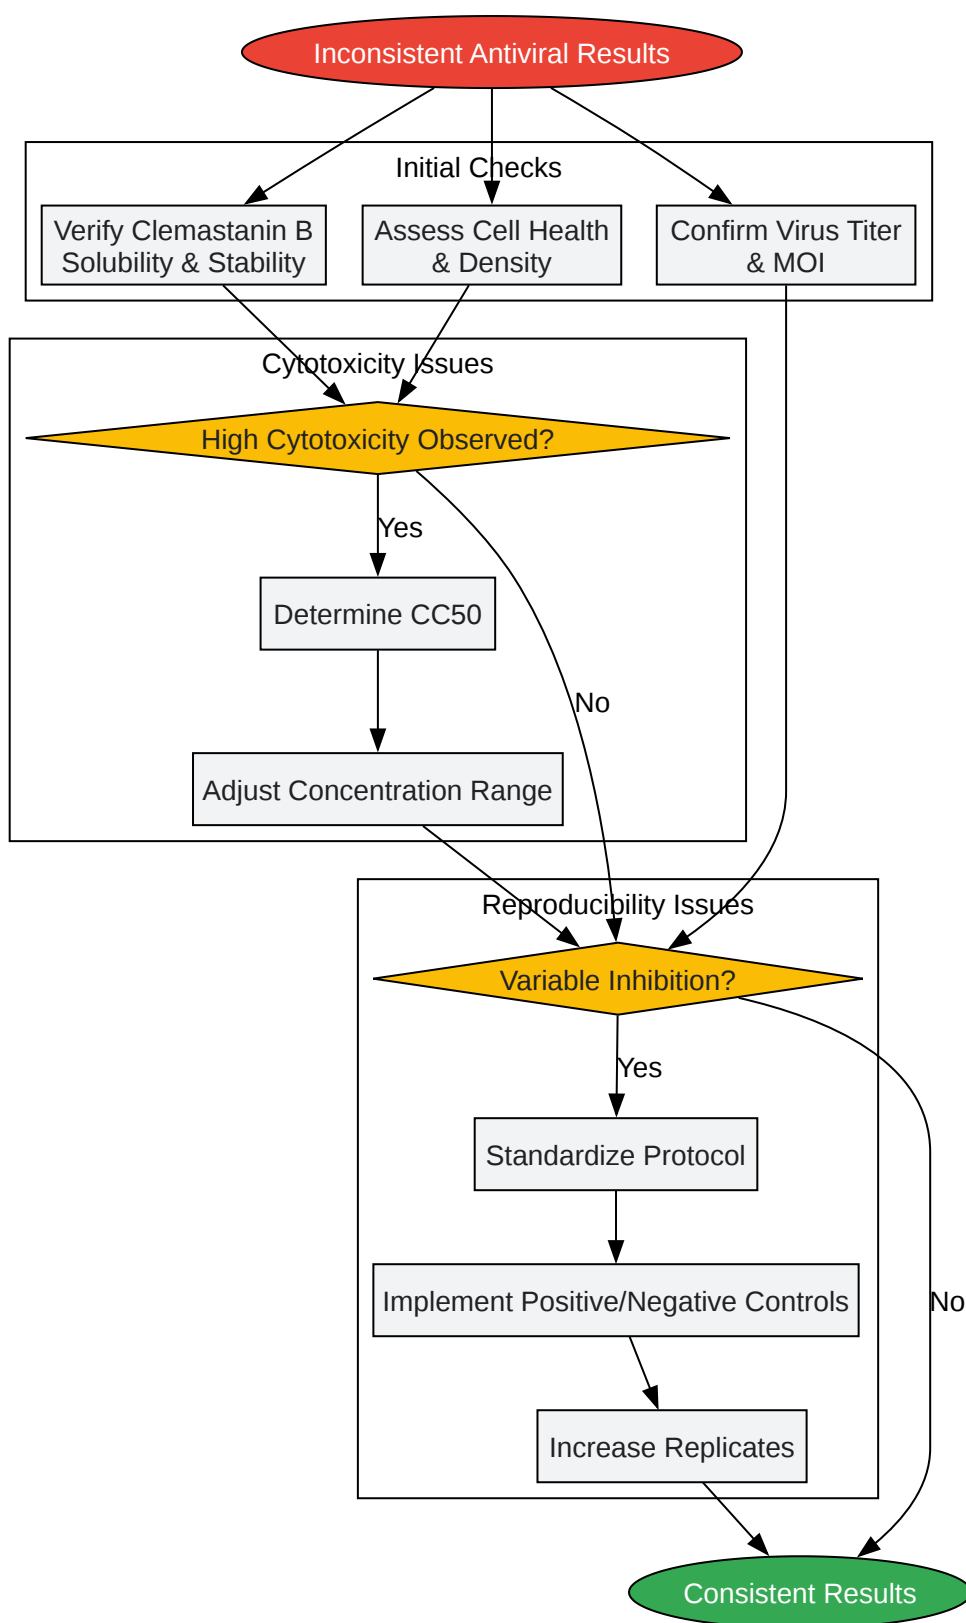 Inconsistent Antiviral Results
Initial Checks
Verify Clemastanin B
Solubility & Stability
Assess Cell Health
& Density
Confirm Virus Titer
& MOI
Cytotoxicity Issues
High Cytotoxicity Observed?
Yes
Determine CC50
No
Adjust Concentration Range
Reproducibility Issues
Variable Inhibition?
Yes
Standardize Protocol
Implement Positive/Negative Controls
No
Increase Replicates
Consistent Results